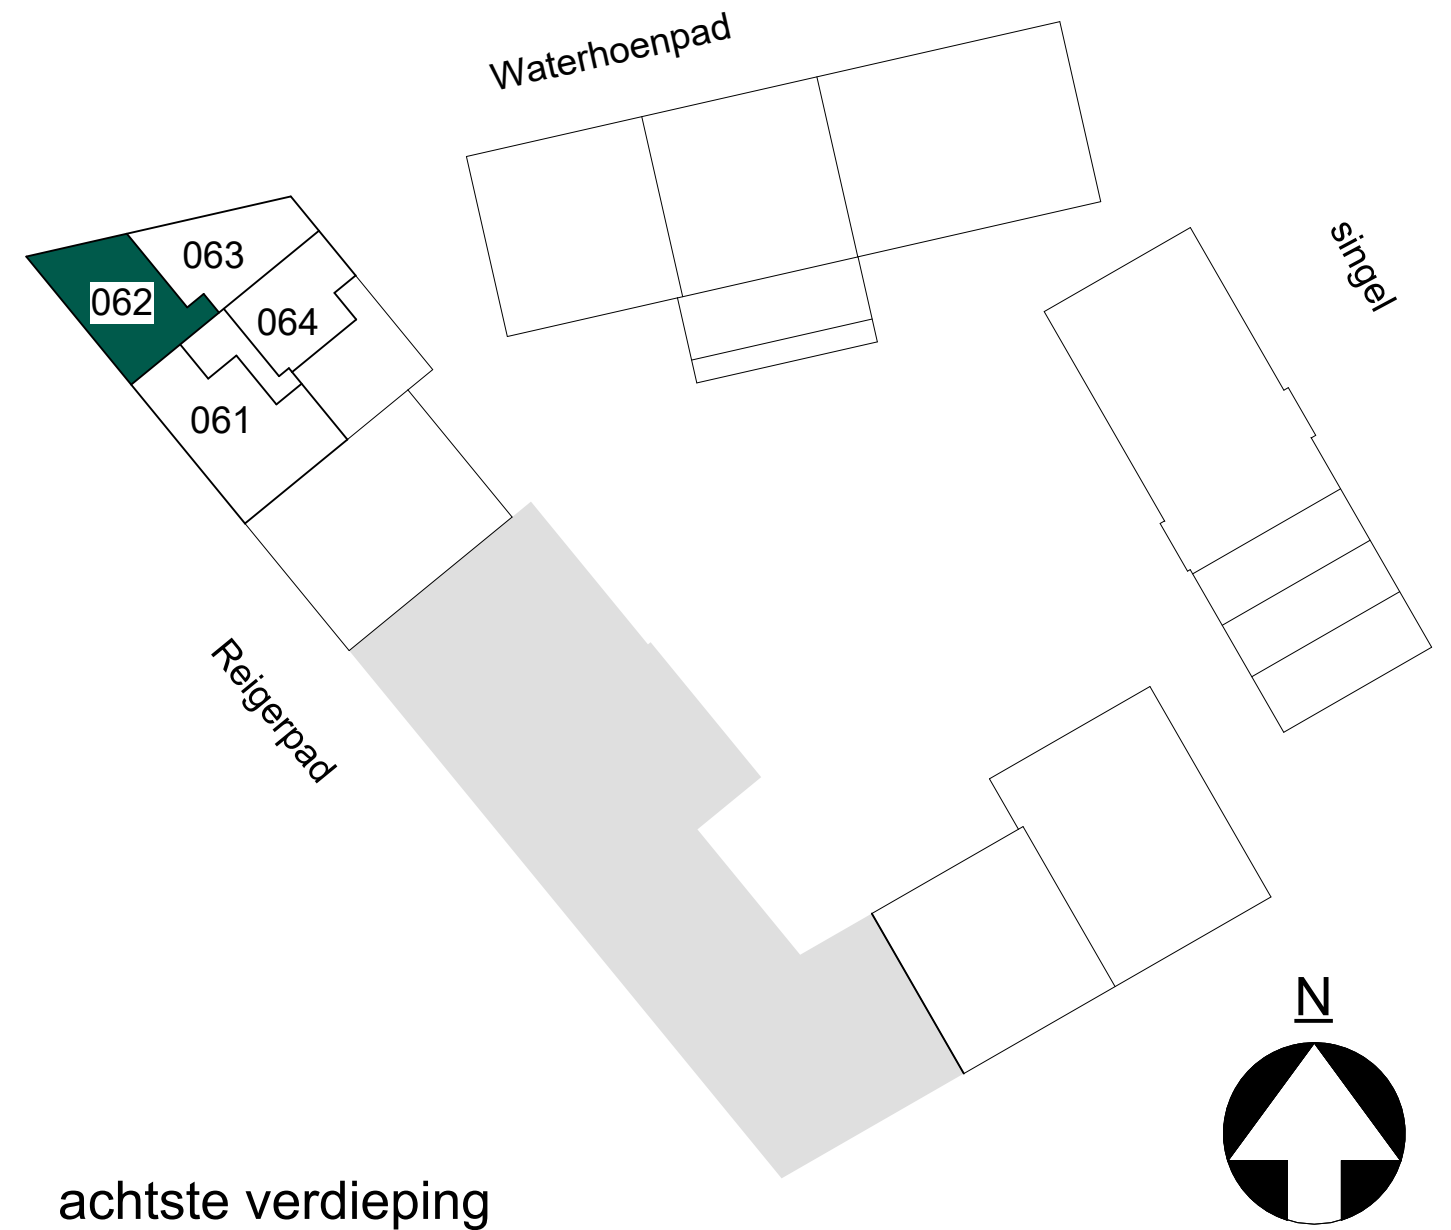 Waterhoenpad
singel
063
062
064
061
Reigerpad
N
achtste verdieping